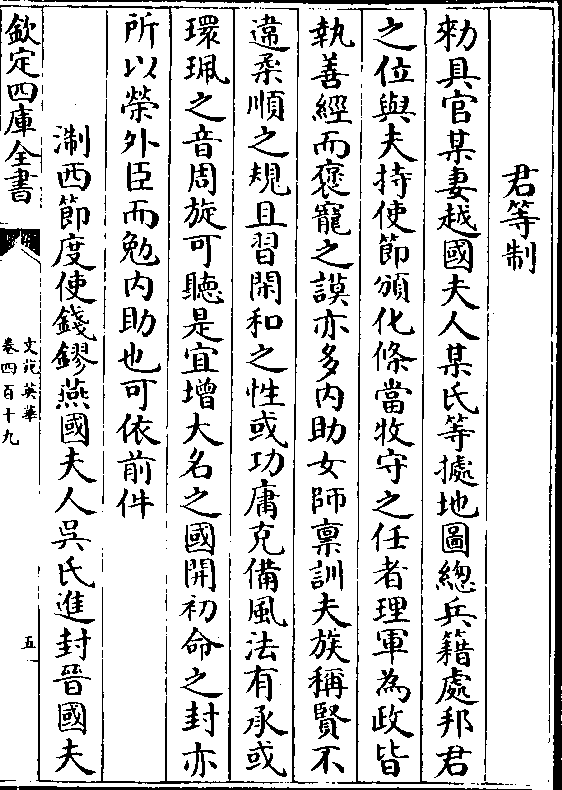 君等制
勑具官某妻越國夫人某氏等據地圖總兵籍處邦君
之位與夫持使節頒化條當牧守之任者理軍為政皆
執善經而褒寵之謨亦多内助女師稟訓夫族稱賢不
違柔順之規且習閑和之性或功庸克備風法有承或
環珮之音周旋可聽是宜增大名之國開初命之封亦
所以榮外臣而勉内助也可依前件
淛西節度使錢鏐燕國夫人吳氏進封晉國夫
欽定四庫全書
文苑英華
卷四百十九
五